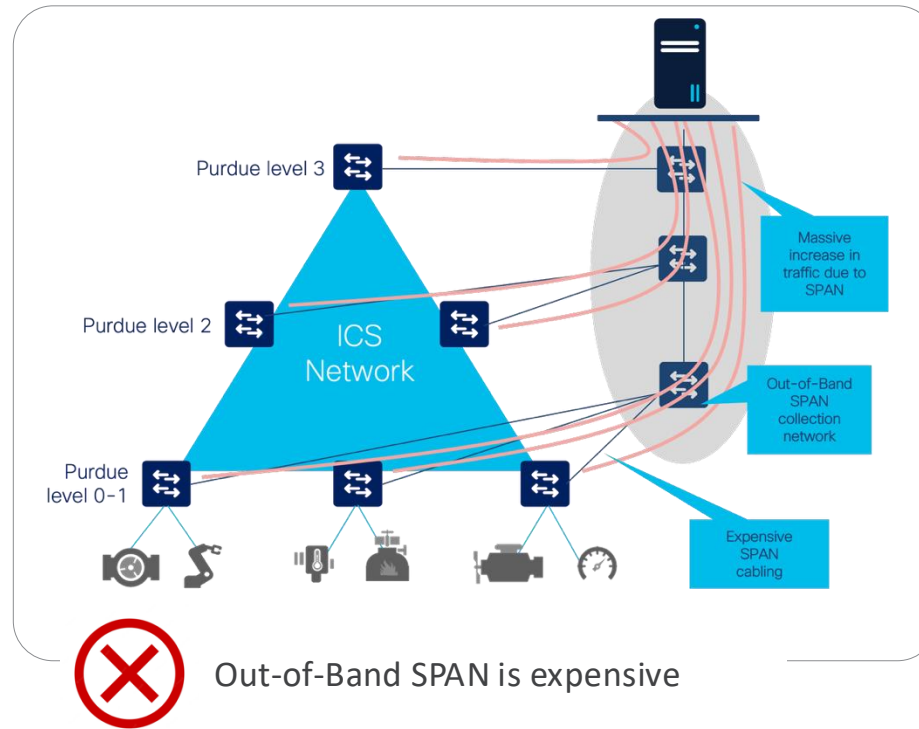 Purdue level 3
Massive
increase in
traffic due to
SPAN
Purdue level 2
ICS
Network
Out-of-Band
SPAN
collection
network
Purdue
level 0-1
Expensive
SPAN
cabling
Out-of-Band SPAN is expensive